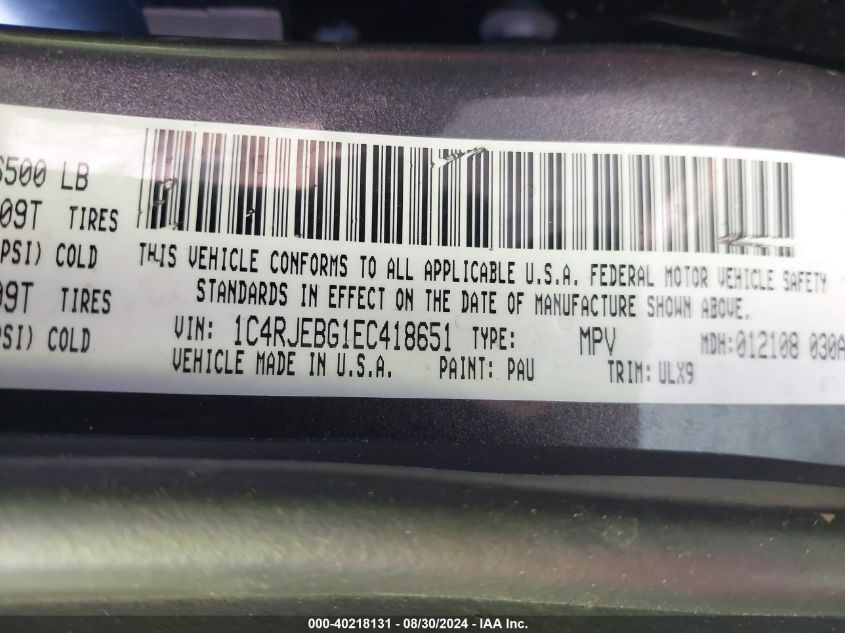 6500 LB
09T TIRES
PSI) COLD
09T TIRES
PSI) COLD
THIS VEHICLE CONFORMS TO ALL APPLICABLE U.S.A. FEDERAL MOTOR VEHICLE SAFETY
STANDARDS IN EFFECT ON THE DATE OF MANUFACTURE SHOWN ABOVE.
VIN: 1C4RJEBG1EC418651 TYPE: MPV MDH:012108 030A
VEHICLE MADE IN U.S.A. PAINT: PAU TRIM: ULX9
000-40218131 - 08/30/2024 - IEA Holdings, Inc.